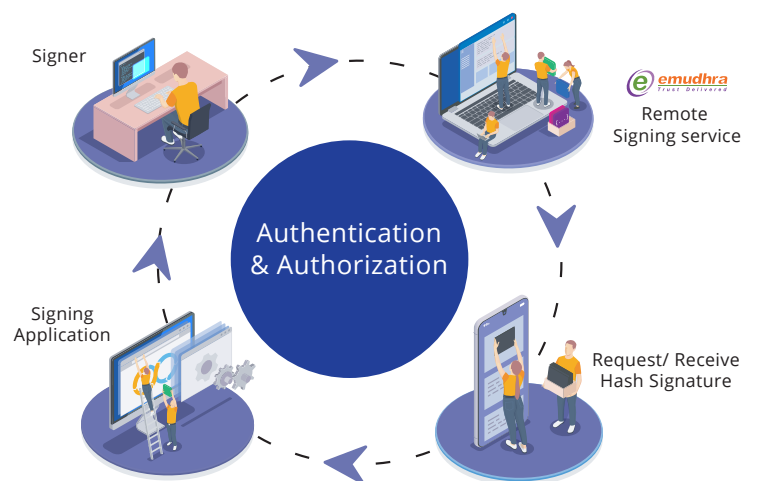 Signer
emudhra
Trust Delivered
Remote
Signing service
Authentication
& Authorization
Signing
Application
Request/ Receive
Hash Signature